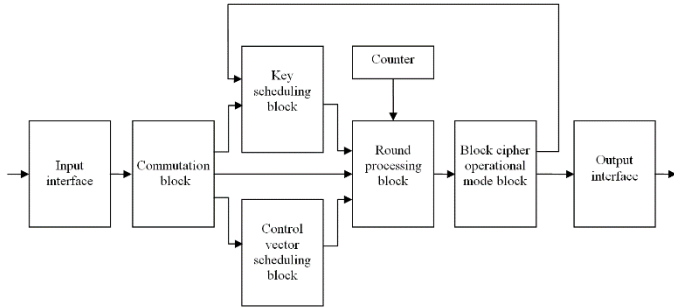 Input
interface
Commutation
block
Key
scheduling
block
Control
vector
scheduling
block
Counter
Round
processing
block
Block cipher
operational
mode block
Output
interface